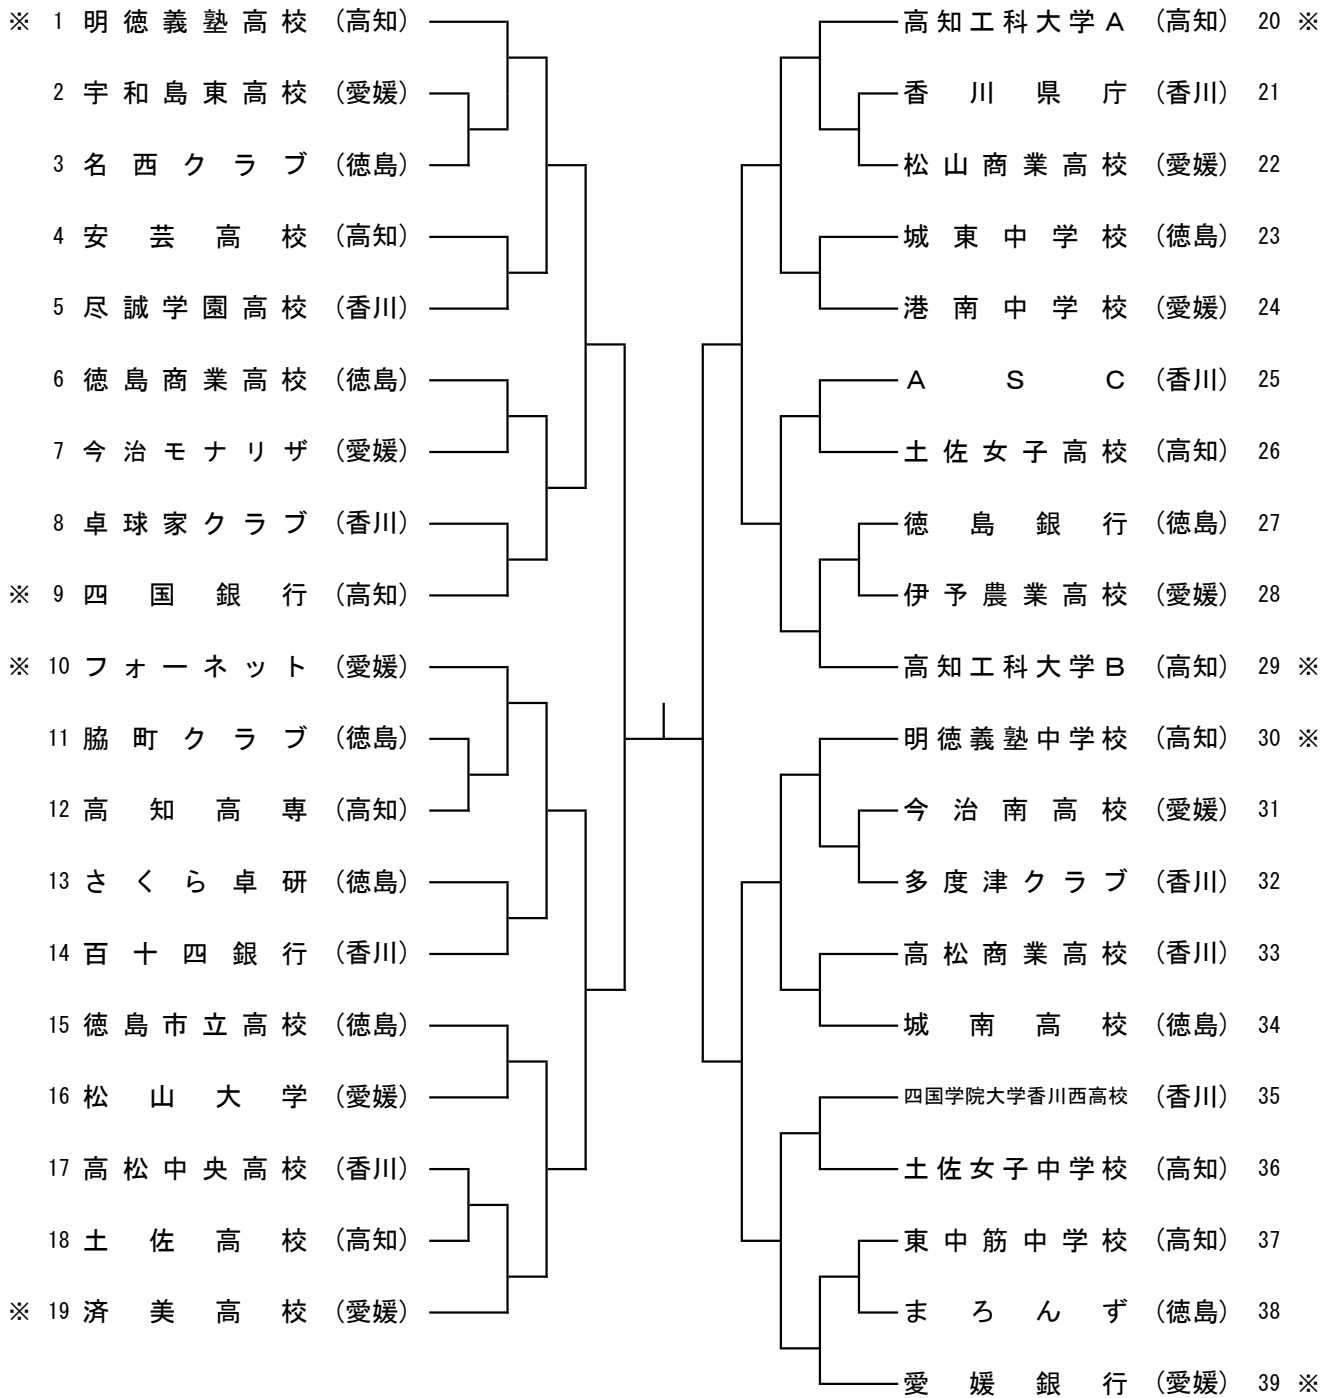 ※ 1 明徳義塾高校 (高知)
2 宇和島東高校 (愛媛)
3 名西クラブ (徳島)
4 安芸高校 (高知)
5 尽誠学園高校 (香川)
6 徳島商業高校 (徳島)
7 今治モナリザ (愛媛)
8 卓球家クラブ (香川)
※ 9 四国銀行 (高知)
※ 10 フォーネット (愛媛)
11 脇町クラブ (徳島)
12 高知高専 (高知)
13 さくら卓研 (徳島)
14 百十四銀行 (香川)
15 徳島市立高校 (徳島)
16 松山大学 (愛媛)
17 高松中央高校 (香川)
18 土佐高校 (高知)
※ 19 済美高校 (愛媛)
高知工科大学A (高知) 20 ※
香川県庁 (香川) 21
松山商業高校 (愛媛) 22
城東中学校 (徳島) 23
港南中学校 (愛媛) 24
ASC (香川) 25
土佐女子高校 (高知) 26
徳島銀行 (徳島) 27
伊予農業高校 (愛媛) 28
高知工科大学B (高知) 29 ※
明徳義塾中学校 (高知) 30 ※
今治南高校 (愛媛) 31
多度津クラブ (香川) 32
高松商業高校 (香川) 33
城南高校 (徳島) 34
四国学院大学香川西高校 (香川) 35
土佐女子中学校 (高知) 36
東中筋中学校 (高知) 37
まろんず (徳島) 38
愛媛銀行 (愛媛) 39 ※